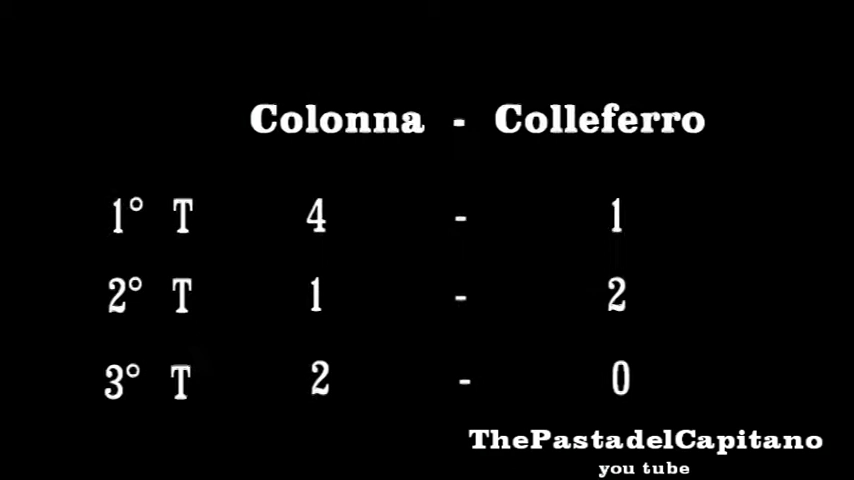 Colonna - Colleferro
1° T 4 - 1
2° T 1 - 2
3° T 2 - 0
ThePastadelCapitano
you tube